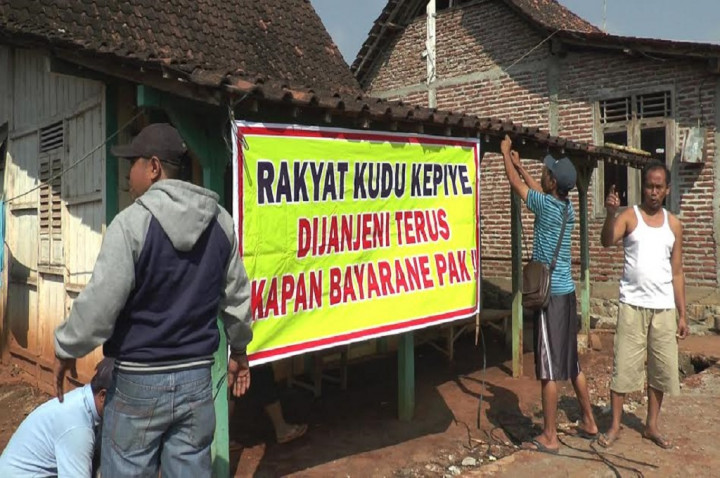 RAKYAT KUDU KEPIYE
DIJANJENI TERUS
KAPAN BAYARANE PAK !!